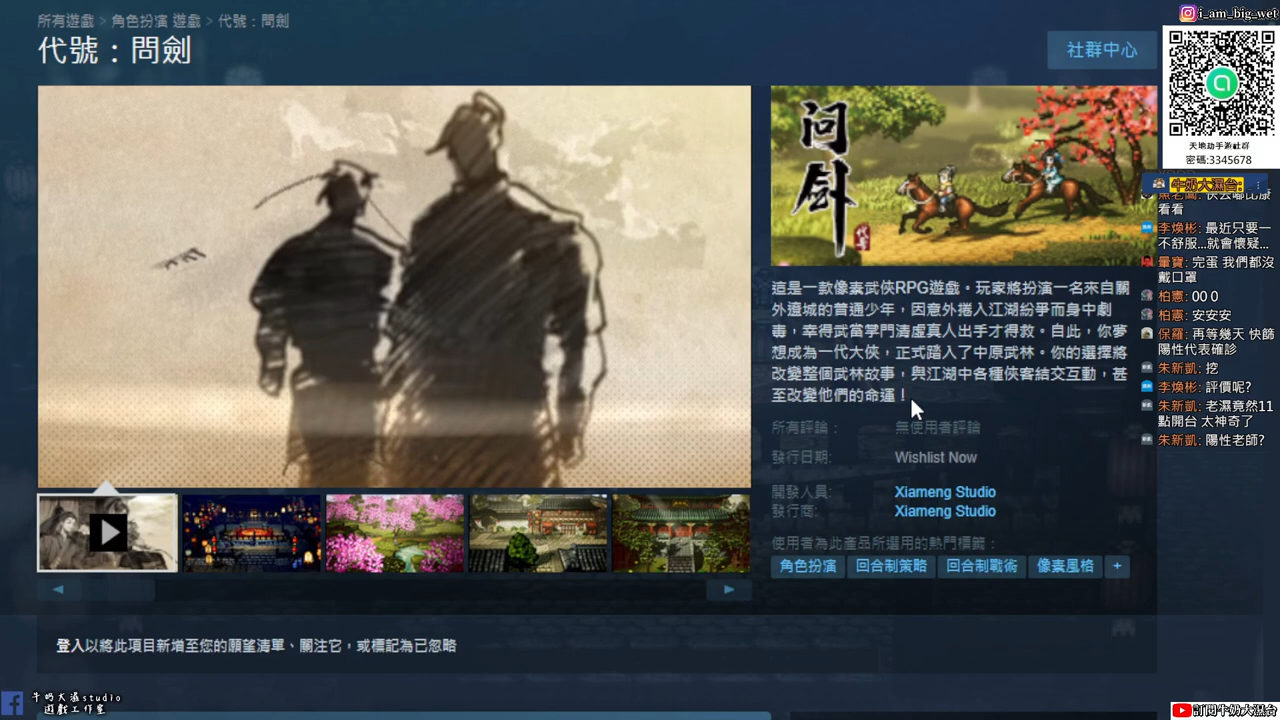 所有遊戲 > 角色扮演 遊戲 > 代號：問劍
代號：問劍
社群中心
问剑
代号
這是一款像素武俠RPG遊戲。玩家將扮演一名來自關
外邊城的普通少年，因意外捲入江湖紛爭而身中劇
毒，幸得武當掌門清虛真人出手才得救。自此，你夢
想成為一代大俠，正式踏入了中原武林。你的選擇將
改變整個武林故事，與江湖中各種俠客結交互動，甚
至改變他們的命運！
所有評論： 無使用者評論
發行日期: Wishlist Now
開發人員: Xiameng Studio
發行商: Xiameng Studio
使用者為此產品所選用的熱門標籤：
角色扮演 回合制策略 回合制戰術 像素風格 +
登入以將此項目新增至您的願望清單、關注它，或標記為已忽略
牛奶大濕studio
遊戲工作室
i_am_big_wet
天地劫手遊社群
密碼:3345678
牛奶大濕台:
看看
李煥彬: 最近只要一
不舒服...就會懷疑...
暈寶: 完蛋 我們都沒
戴口罩
柏憲: 00 0
柏憲: 安安安
保羅: 再等幾天 快篩
陽性代表確診
朱新凱: 挖
李煥彬: 評價呢?
朱新凱: 老濕竟然11
點開台 太神奇了
朱新凱: 陽性老師?
訂閱牛奶大濕台